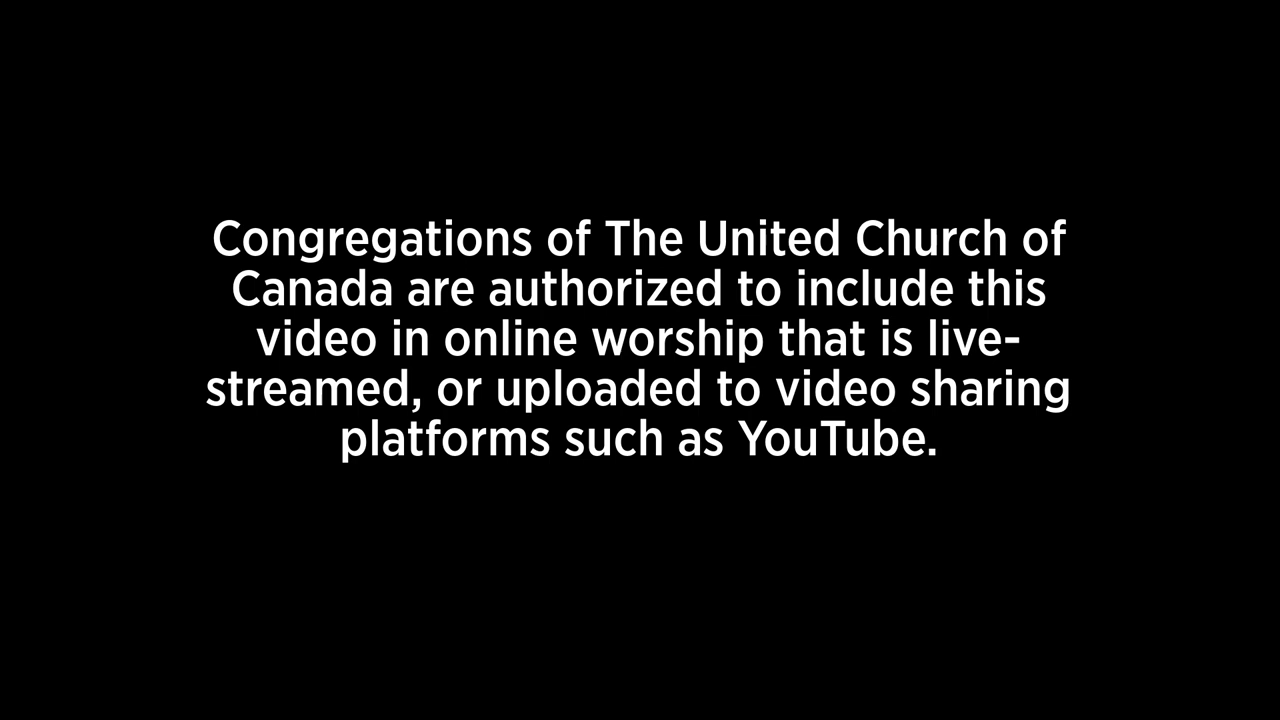 Congregations of The United Church of
Canada are authorized to include this
video in online worship that is live-
streamed, or uploaded to video sharing
platforms such as YouTube.